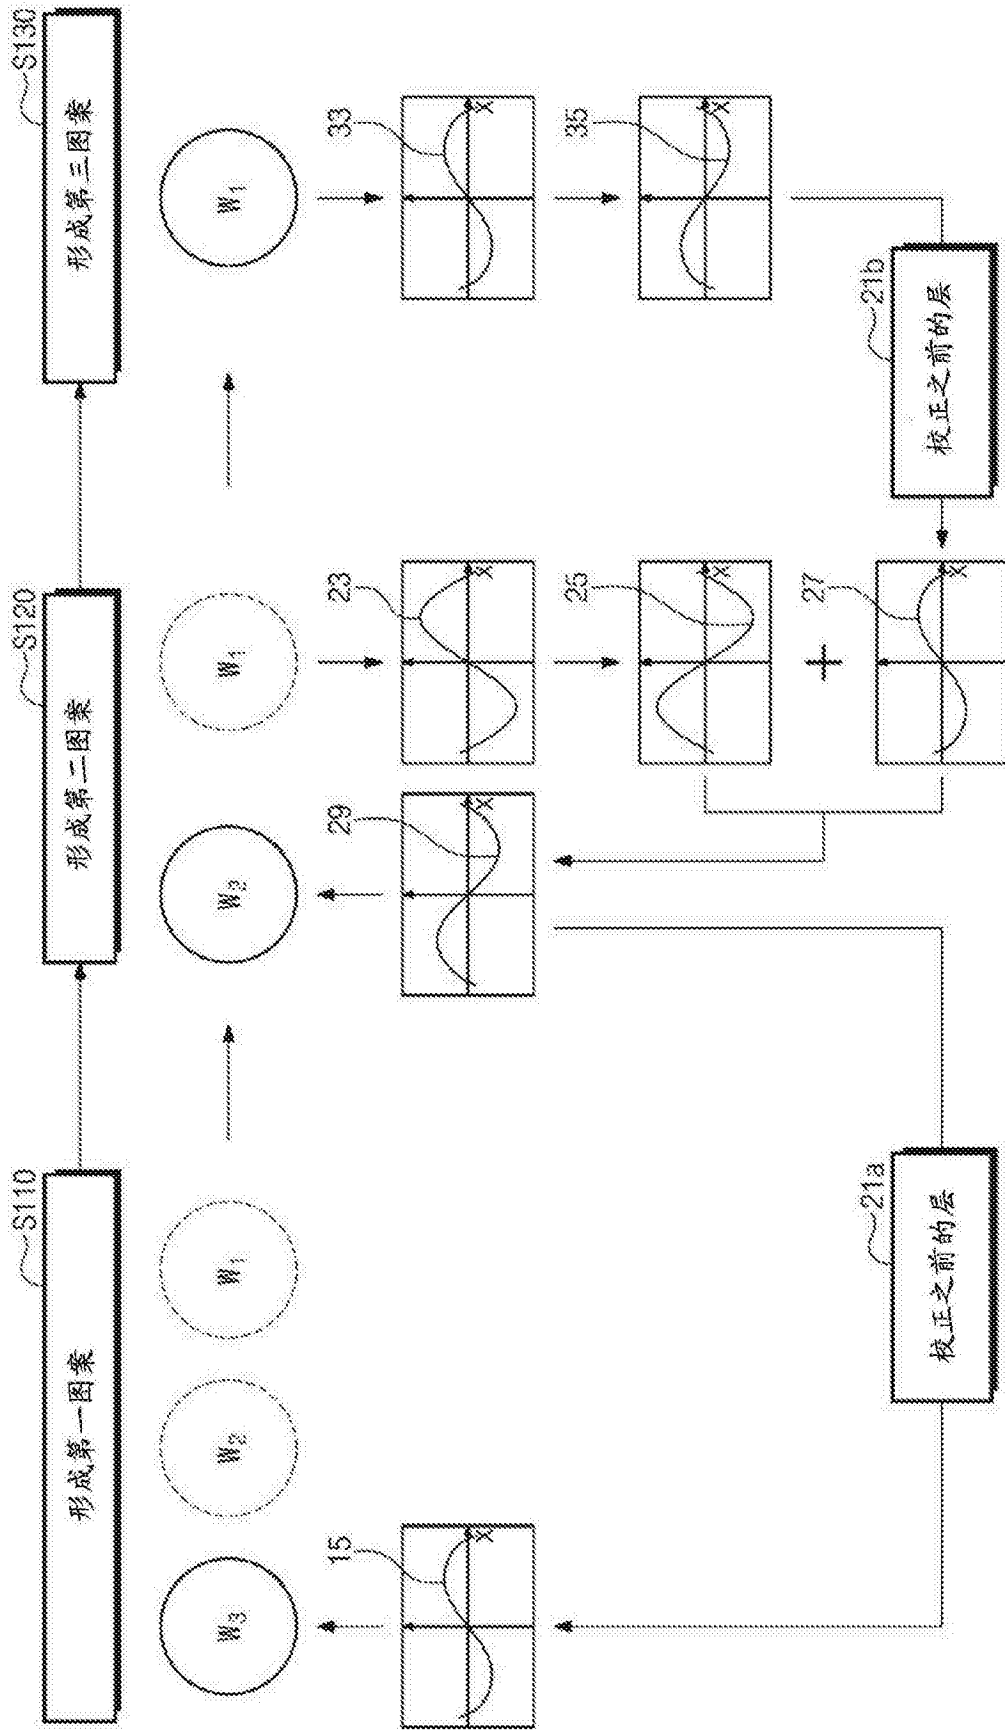 形成第一图案
S110
形成第二图案
S120
形成第三图案
S130
W3
W2
W1
W2
W1
W1
15
X
29
X
23
X
33
X
25
X
35
X
27
X
校正之前的层
21a
校正之前的层
21b